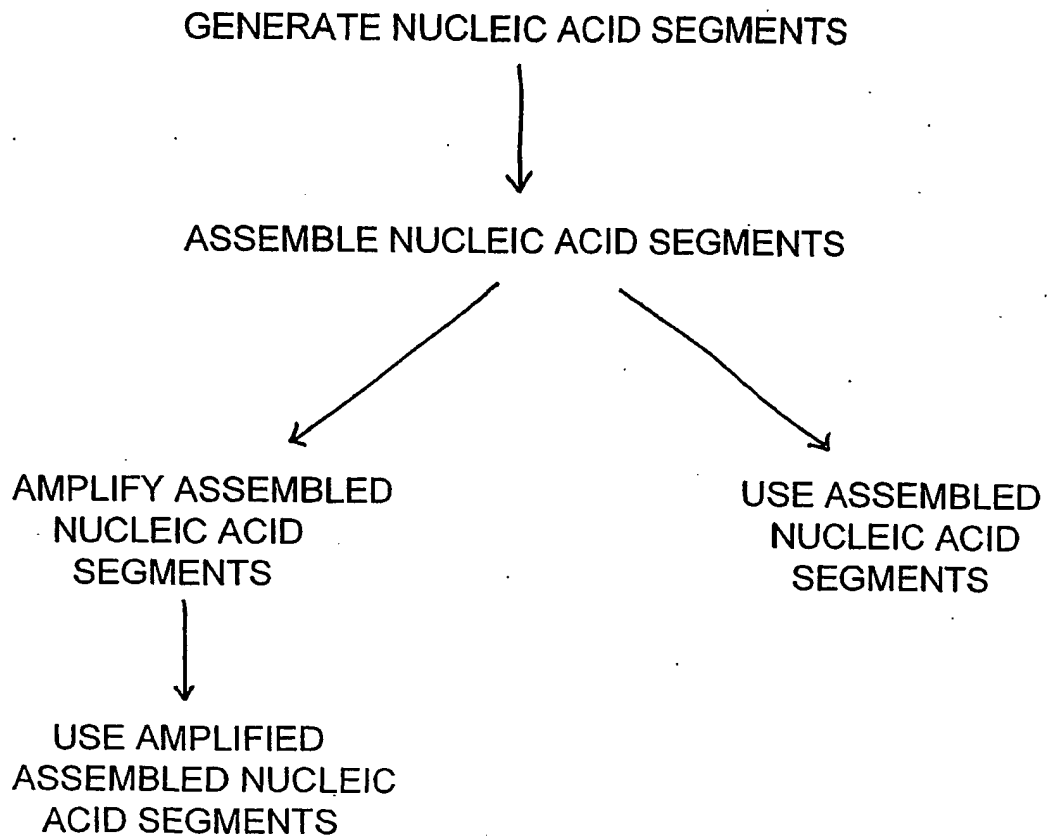 GENERATE NUCLEIC ACID SEGMENTS
ASSEMBLE NUCLEIC ACID SEGMENTS
AMPLIFY ASSEMBLED
NUCLEIC ACID
SEGMENTS
USE ASSEMBLED
NUCLEIC ACID
SEGMENTS
USE AMPLIFIED
ASSEMBLED NUCLEIC
ACID SEGMENTS